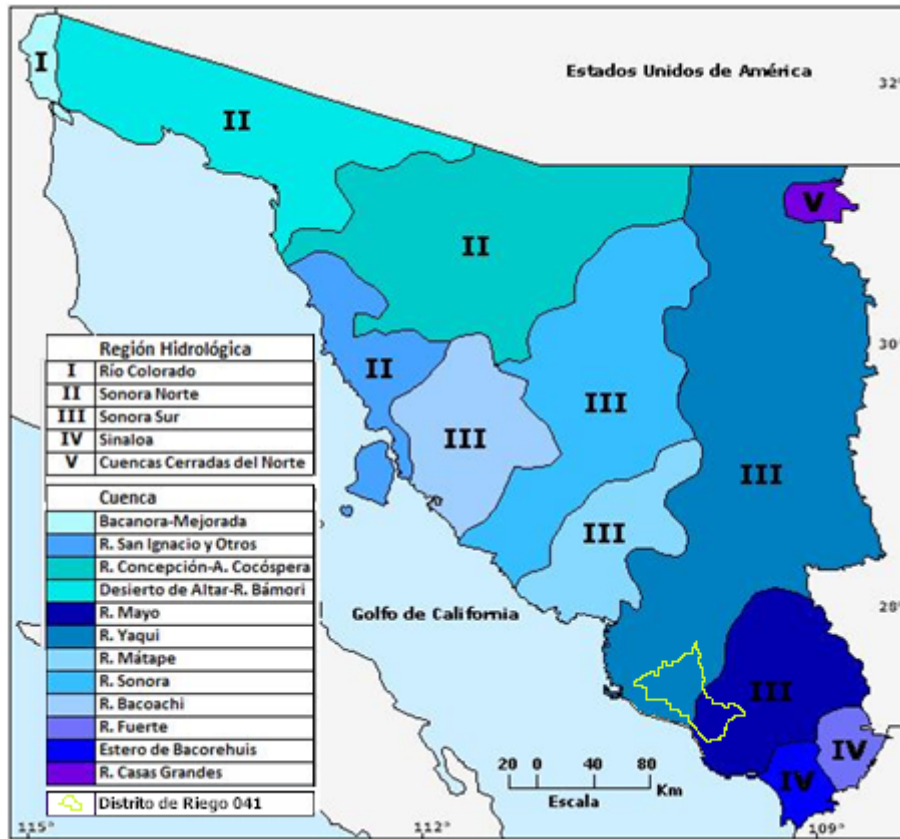 Estados Unidos de América
32°
I
II
V
II
30°
II
III
III
III
III
Golfo de California
28°
III
IV
IV
20 0 40 80
Km
Escala
115°
112°
109°
Región Hidrológica
I Río Colorado
II Sonora Norte
III Sonora Sur
IV Sinaloa
V Cuencas Cerradas del Norte
Cuenca
Bacanora-Mejorada
R. San Ignacio y Otros
R. Concepción-A. Cocóspera
Desierto de Altar-R. Bámori
R. Mayo
R. Yaqui
R. Mátape
R. Sonora
R. Bacoachi
R. Fuerte
Estero de Bacorehuis
R. Casas Grandes
Distrito de Riego 041